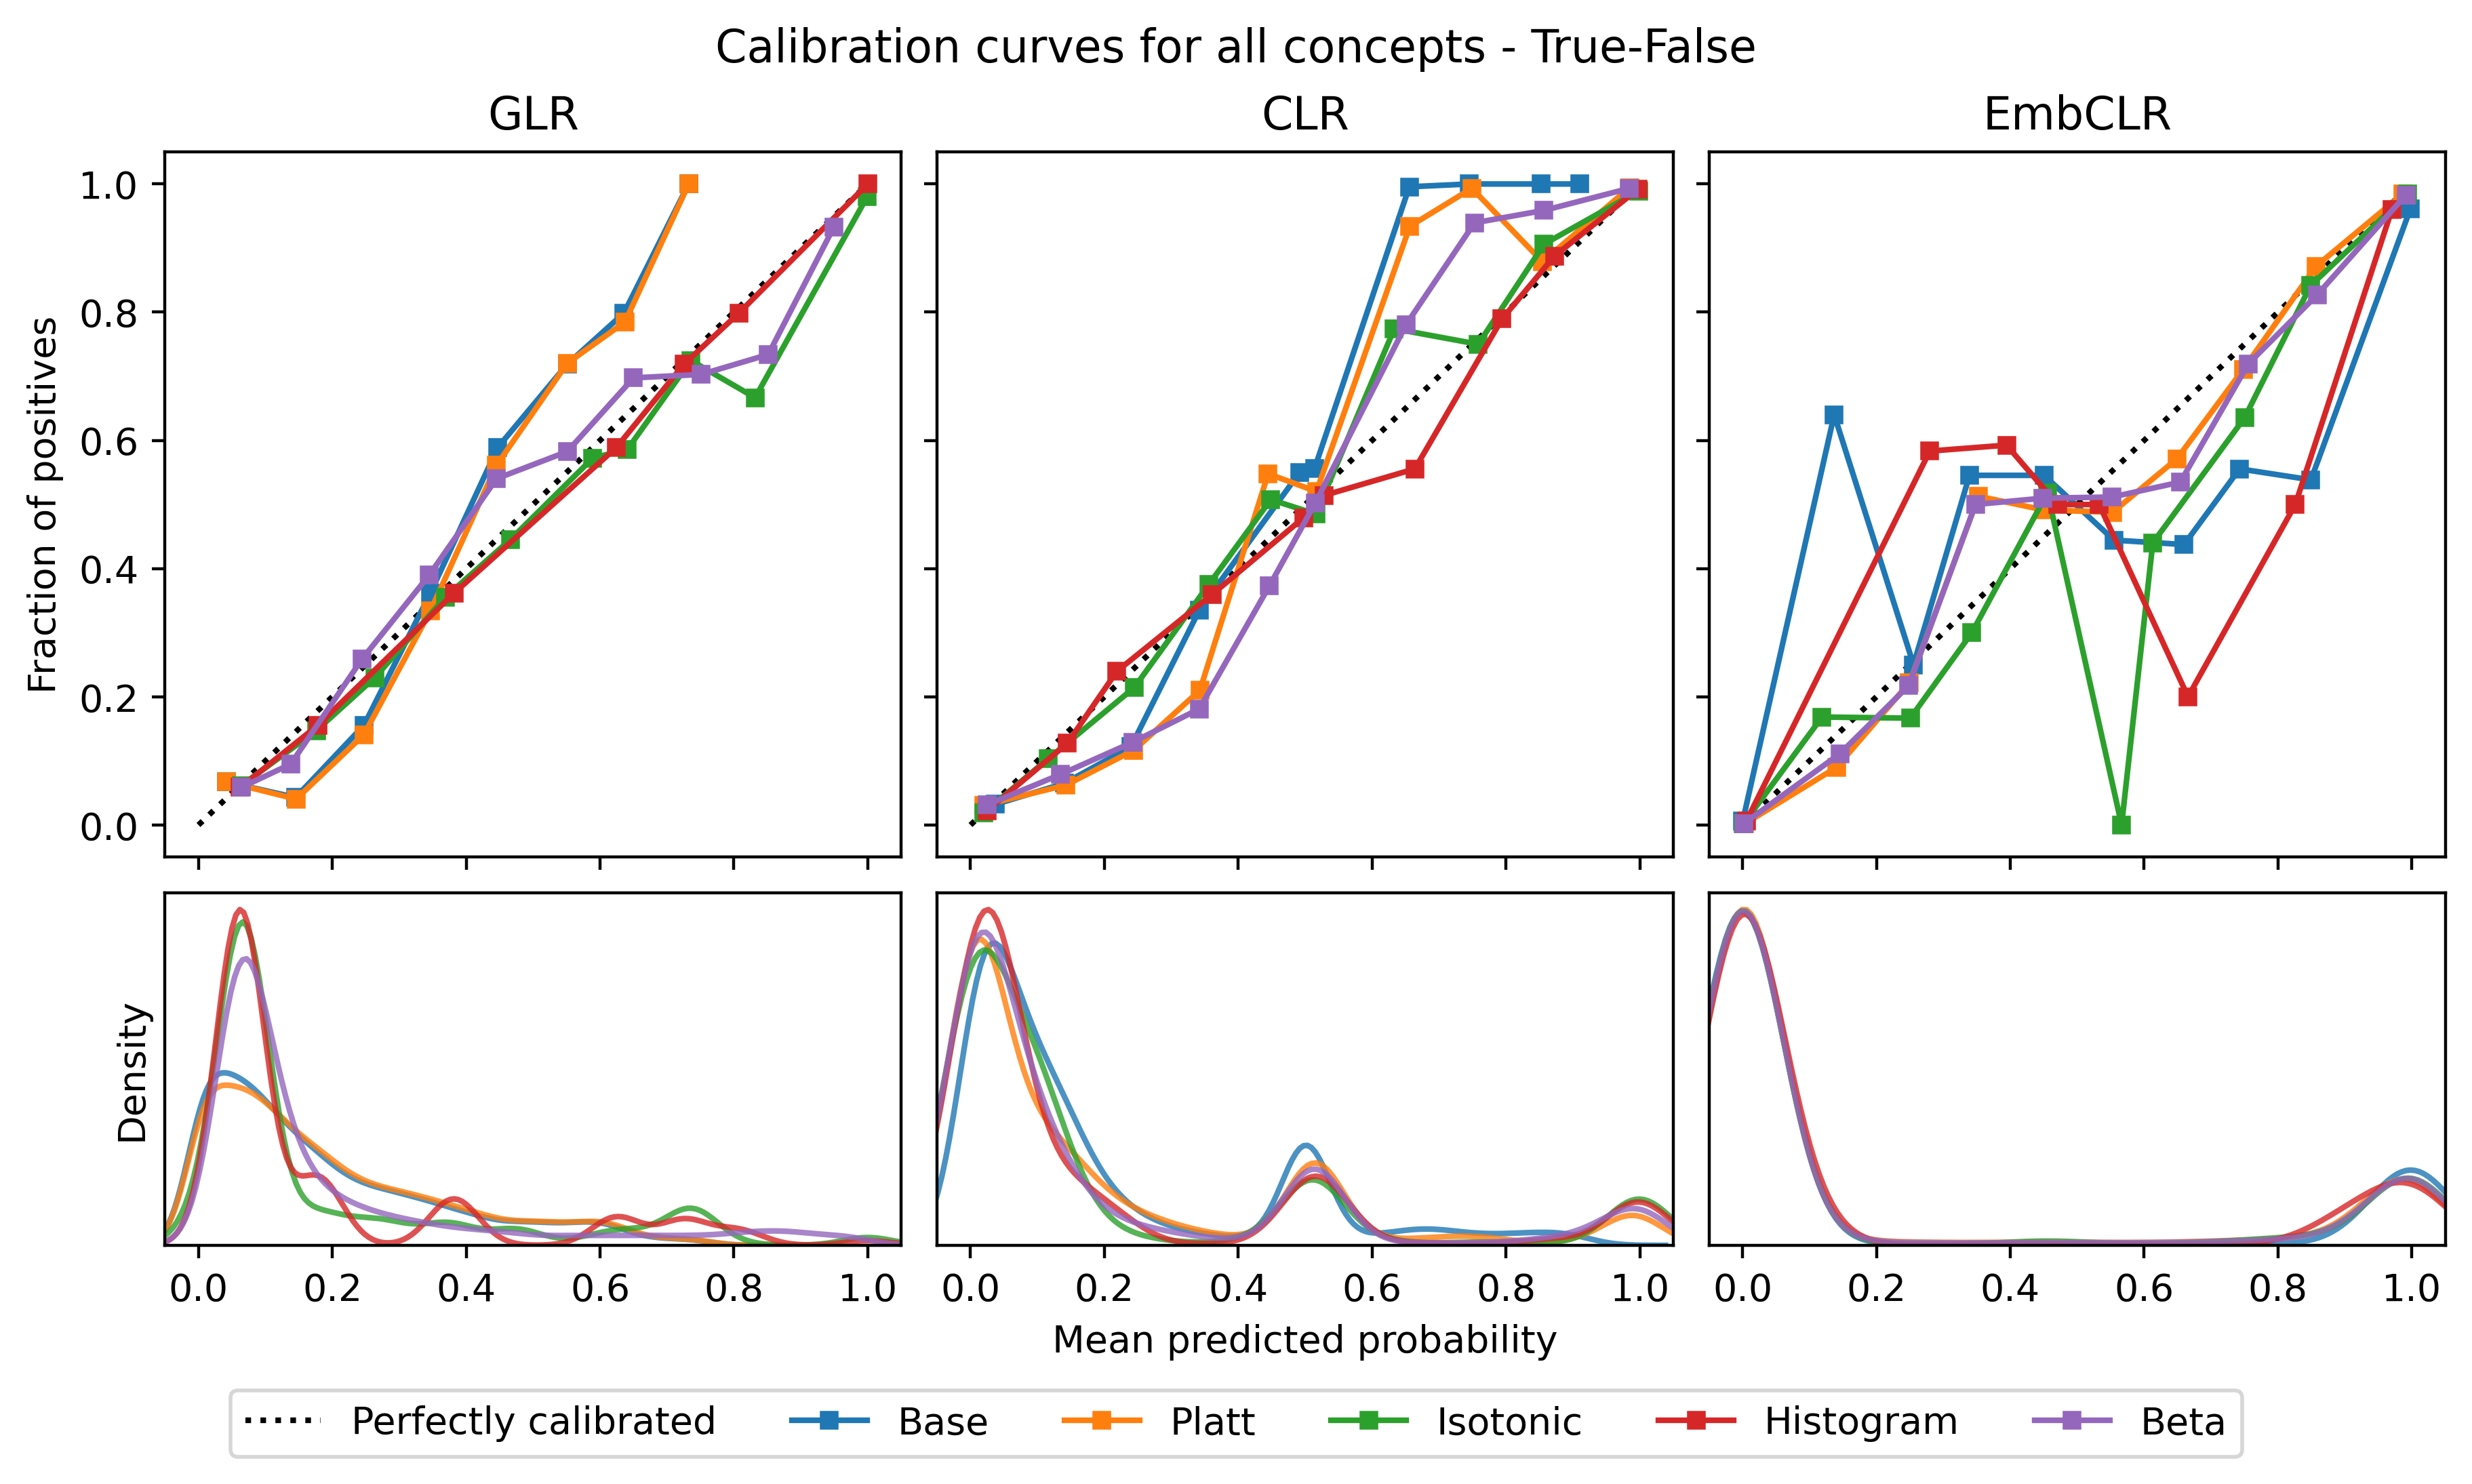 Calibration curves for all concepts - True-False
GLR
CLR
EmbCLR
Fraction of positives
1.0
0.8
0.6
0.4
0.2
0.0
Density
0.0 0.2 0.4 0.6 0.8 1.0
0.0 0.2 0.4 0.6 0.8 1.0
0.0 0.2 0.4 0.6 0.8 1.0
Mean predicted probability
Perfectly calibrated Base Platt Isotonic Histogram Beta